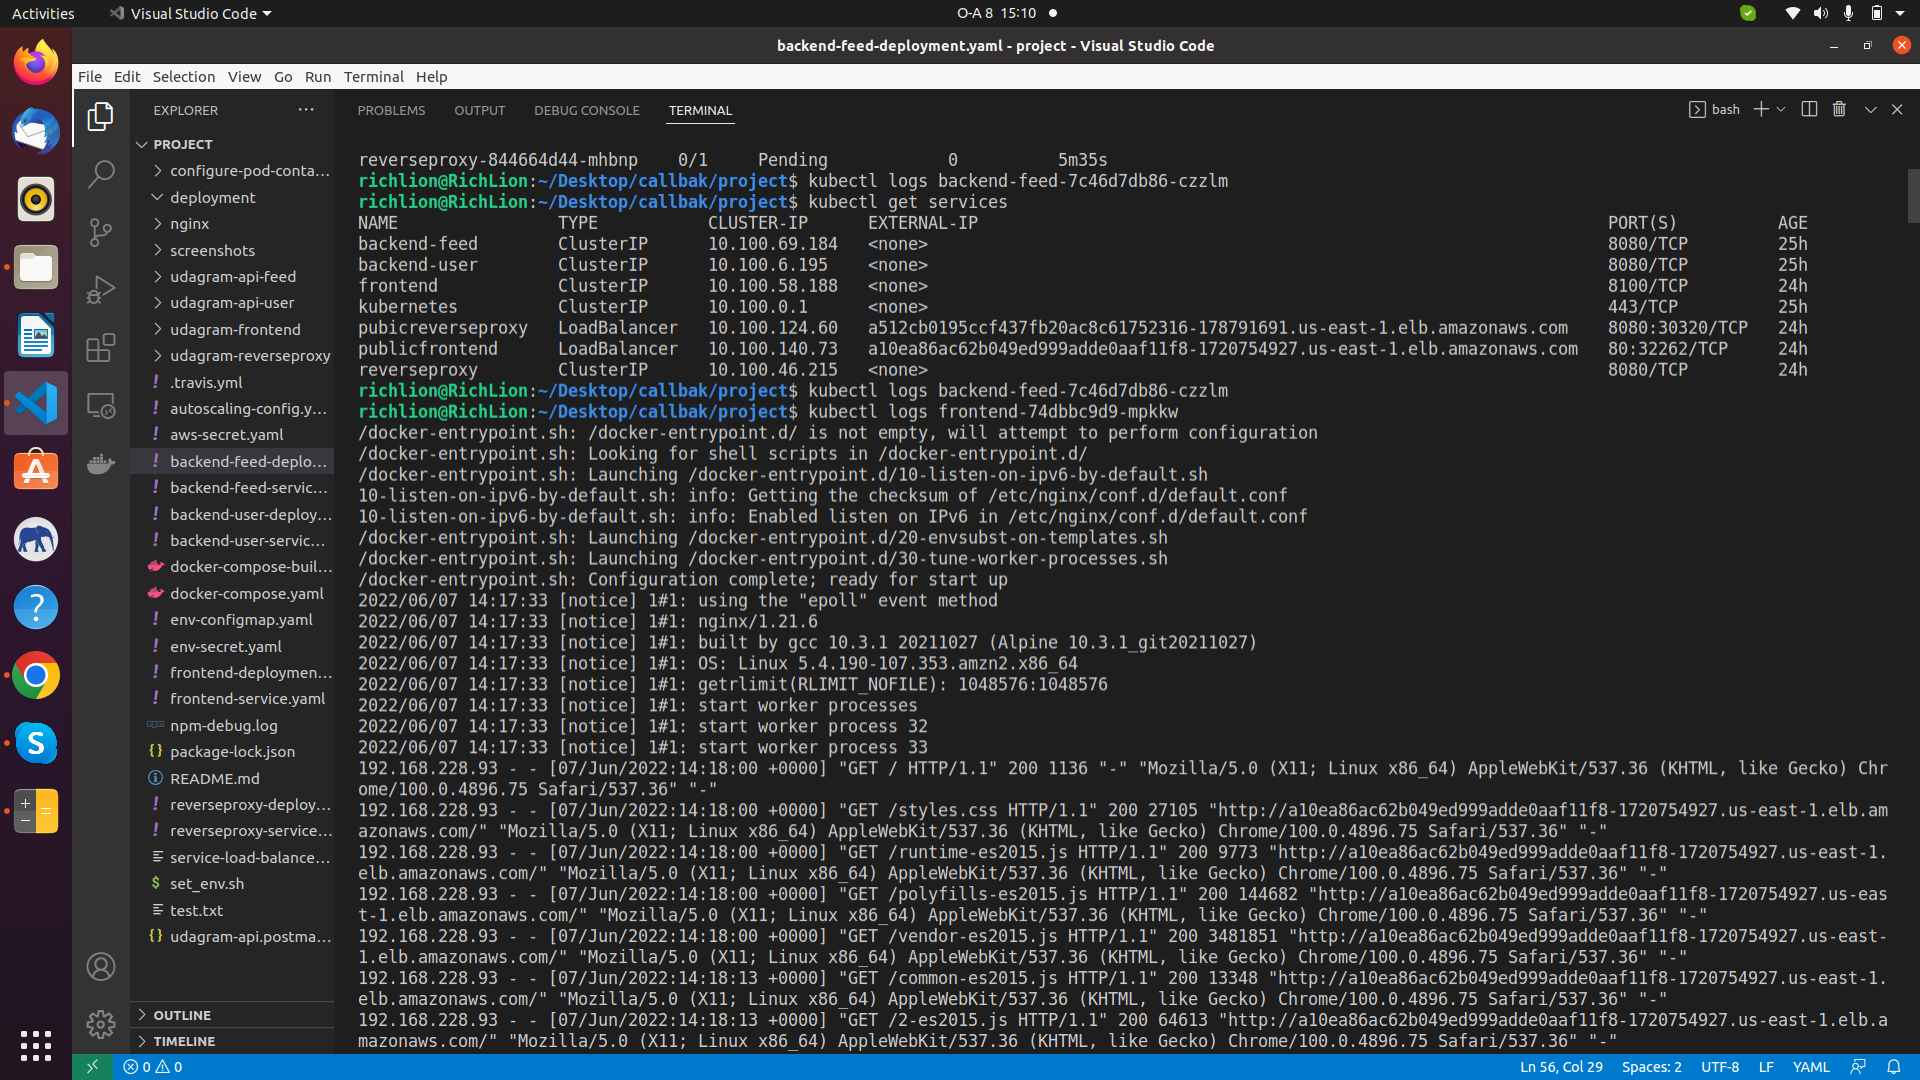 Activities
Visual Studio Code
O-A 8 15:10
backend-feed-deployment.yaml - project - Visual Studio Code
File Edit Selection View Go Run Terminal Help
EXPLORER
PROJECT
configure-pod-conta...
deployment
nginx
screenshots
udagram-api-feed
udagram-api-user
udagram-frontend
udagram-reverseproxy
.travis.yml
autoscaling-config.y...
aws-secret.yaml
backend-feed-deplo...
backend-feed-servic...
backend-user-deploy...
backend-user-servic...
docker-compose-buil...
docker-compose.yaml
env-configmap.yaml
env-secret.yaml
frontend-deploymen...
frontend-service.yaml
npm-debug.log
package-lock.json
README.md
reverseproxy-deploy...
reverseproxy-service...
service-load-balance...
set_env.sh
test.txt
udagram-api.postma...
OUTLINE
TIMELINE
PROBLEMS OUTPUT DEBUG CONSOLE TERMINAL
bash
reverseproxy-844664d44-mhbnp 0/1 Pending 0 5m35s
richlion@RichLion:~/Desktop/callbak/project$ kubectl logs backend-feed-7c46d7db86-czzlm
richlion@RichLion:~/Desktop/callbak/project$ kubectl get services
NAME TYPE CLUSTER-IP EXTERNAL-IP PORT(S) AGE
backend-feed ClusterIP 10.100.69.184 <none> 8080/TCP 25h
backend-user ClusterIP 10.100.6.195 <none> 8080/TCP 25h
frontend ClusterIP 10.100.58.188 <none> 8100/TCP 24h
kubernetes ClusterIP 10.100.0.1 <none> 443/TCP 25h
pubicreverseproxy LoadBalancer 10.100.124.60 a512cb0195ccf437fb20ac8c61752316-178791691.us-east-1.elb.amazonaws.com 8080:30320/TCP 24h
publicfrontend LoadBalancer 10.100.140.73 a10ea86ac62b049ed999adde0aaf11f8-1720754927.us-east-1.elb.amazonaws.com 80:32262/TCP 24h
reverseproxy ClusterIP 10.100.46.215 <none> 8080/TCP 24h
richlion@RichLion:~/Desktop/callbak/project$ kubectl logs backend-feed-7c46d7db86-czzlm
richlion@RichLion:~/Desktop/callbak/project$ kubectl logs frontend-74dbbc9d9-mpkkw
/docker-entrypoint.sh: /docker-entrypoint.d/ is not empty, will attempt to perform configuration
/docker-entrypoint.sh: Looking for shell scripts in /docker-entrypoint.d/
/docker-entrypoint.sh: Launching /docker-entrypoint.d/10-listen-on-ipv6-by-default.sh
10-listen-on-ipv6-by-default.sh: info: Getting the checksum of /etc/nginx/conf.d/default.conf
10-listen-on-ipv6-by-default.sh: info: Enabled listen on IPv6 in /etc/nginx/conf.d/default.conf
/docker-entrypoint.sh: Launching /docker-entrypoint.d/20-envsubst-on-templates.sh
/docker-entrypoint.sh: Launching /docker-entrypoint.d/30-tune-worker-processes.sh
/docker-entrypoint.sh: Configuration complete; ready for start up
2022/06/07 14:17:33 [notice] 1#1: using the "epoll" event method
2022/06/07 14:17:33 [notice] 1#1: nginx/1.21.6
2022/06/07 14:17:33 [notice] 1#1: built by gcc 10.3.1 20211027 (Alpine 10.3.1_git20211027)
2022/06/07 14:17:33 [notice] 1#1: OS: Linux 5.4.190-107.353.amzn2.x86_64
2022/06/07 14:17:33 [notice] 1#1: getrlimit(RLIMIT_NOFILE): 1048576:1048576
2022/06/07 14:17:33 [notice] 1#1: start worker processes
2022/06/07 14:17:33 [notice] 1#1: start worker process 32
2022/06/07 14:17:33 [notice] 1#1: start worker process 33
192.168.228.93 - - [07/Jun/2022:14:18:00 +0000] "GET / HTTP/1.1" 200 1136 "-" "Mozilla/5.0 (X11; Linux x86_64) AppleWebKit/537.36 (KHTML, like Gecko) Chr
ome/100.0.4896.75 Safari/537.36" "-"
192.168.228.93 - - [07/Jun/2022:14:18:00 +0000] "GET /styles.css HTTP/1.1" 200 27105 "http://a10ea86ac62b049ed999adde0aaf11f8-1720754927.us-east-1.elb.am
azonaws.com/" "Mozilla/5.0 (X11; Linux x86_64) AppleWebKit/537.36 (KHTML, like Gecko) Chrome/100.0.4896.75 Safari/537.36" "-"
192.168.228.93 - - [07/Jun/2022:14:18:00 +0000] "GET /runtime-es2015.js HTTP/1.1" 200 9773 "http://a10ea86ac62b049ed999adde0aaf11f8-1720754927.us-east-1.
elb.amazonaws.com/" "Mozilla/5.0 (X11; Linux x86_64) AppleWebKit/537.36 (KHTML, like Gecko) Chrome/100.0.4896.75 Safari/537.36" "-"
192.168.228.93 - - [07/Jun/2022:14:18:00 +0000] "GET /polyfills-es2015.js HTTP/1.1" 200 144682 "http://a10ea86ac62b049ed999adde0aaf11f8-1720754927.us-eas
t-1.elb.amazonaws.com/" "Mozilla/5.0 (X11; Linux x86_64) AppleWebKit/537.36 (KHTML, like Gecko) Chrome/100.0.4896.75 Safari/537.36" "-"
192.168.228.93 - - [07/Jun/2022:14:18:00 +0000] "GET /vendor-es2015.js HTTP/1.1" 200 3481851 "http://a10ea86ac62b049ed999adde0aaf11f8-1720754927.us-east-
1.elb.amazonaws.com/" "Mozilla/5.0 (X11; Linux x86_64) AppleWebKit/537.36 (KHTML, like Gecko) Chrome/100.0.4896.75 Safari/537.36" "-"
192.168.228.93 - - [07/Jun/2022:14:18:13 +0000] "GET /common-es2015.js HTTP/1.1" 200 13348 "http://a10ea86ac62b049ed999adde0aaf11f8-1720754927.us-east-1.
elb.amazonaws.com/" "Mozilla/5.0 (X11; Linux x86_64) AppleWebKit/537.36 (KHTML, like Gecko) Chrome/100.0.4896.75 Safari/537.36" "-"
192.168.228.93 - - [07/Jun/2022:14:18:13 +0000] "GET /2-es2015.js HTTP/1.1" 200 64613 "http://a10ea86ac62b049ed999adde0aaf11f8-1720754927.us-east-1.elb.a
mazonaws.com/" "Mozilla/5.0 (X11; Linux x86_64) AppleWebKit/537.36 (KHTML, like Gecko) Chrome/100.0.4896.75 Safari/537.36" "-"
0 0
Ln 56, Col 29 Spaces: 2 UTF-8 LF YAML